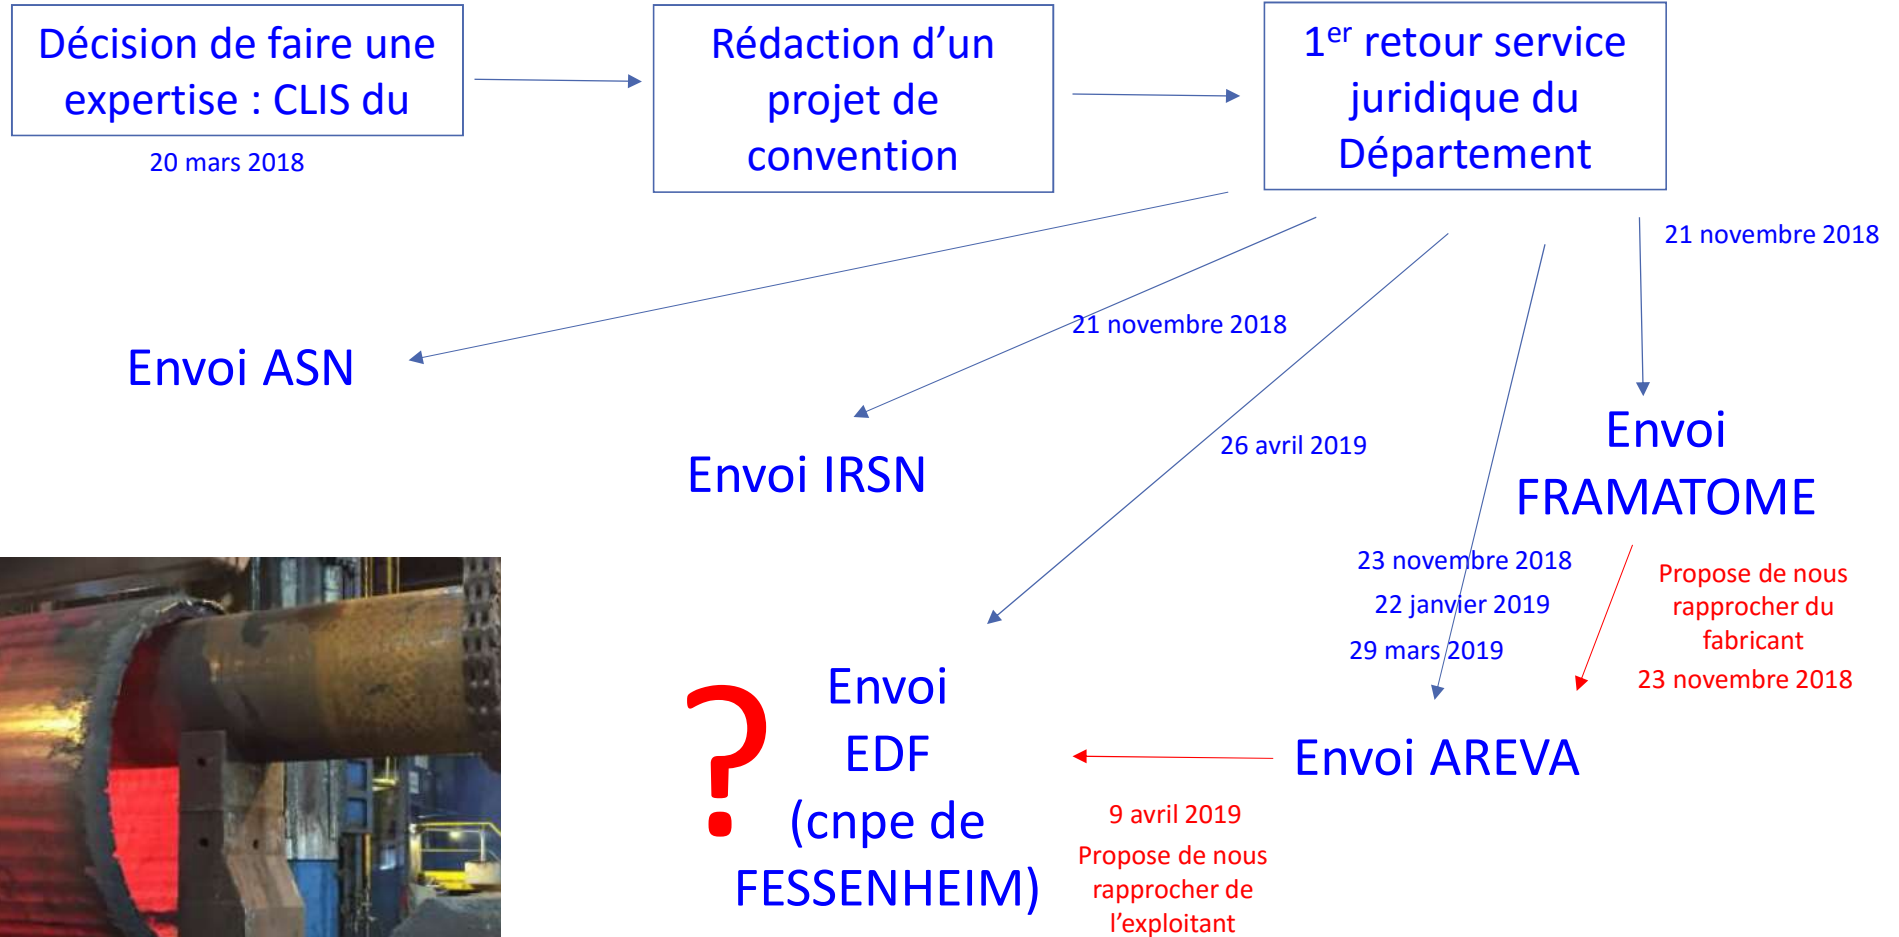 Décision de faire une
expertise : CLIS du
20 mars 2018
Rédaction d’un
projet de
convention
1er retour service
juridique du
Département
21 novembre 2018
21 novembre 2018
Envoi ASN
Envoi IRSN
26 avril 2019
Envoi
FRAMATOME
23 novembre 2018
22 janvier 2019
29 mars 2019
Propose de nous
rapprocher du
fabricant
23 novembre 2018
?
Envoi
EDF
(cnpe de
FESSENHEIM)
Envoi AREVA
9 avril 2019
Propose de nous
rapprocher de
l’exploitant